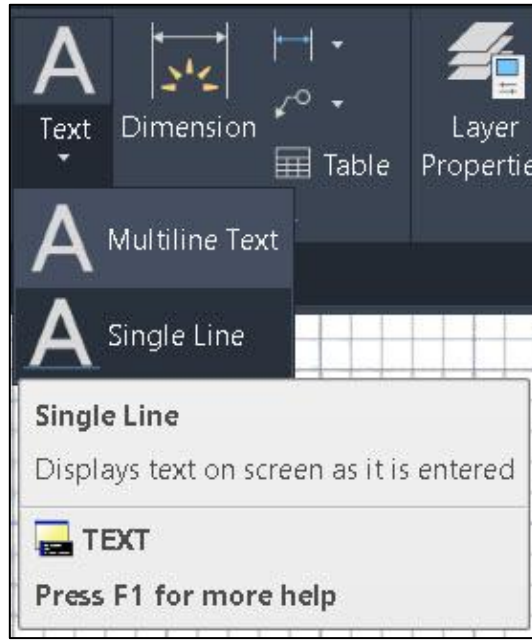 A
Text
Dimension
Table
Layer
Propertie
A Multiline Text
A Single Line
Single Line
Displays text on screen as it is entered
TEXT
Press F1 for more help